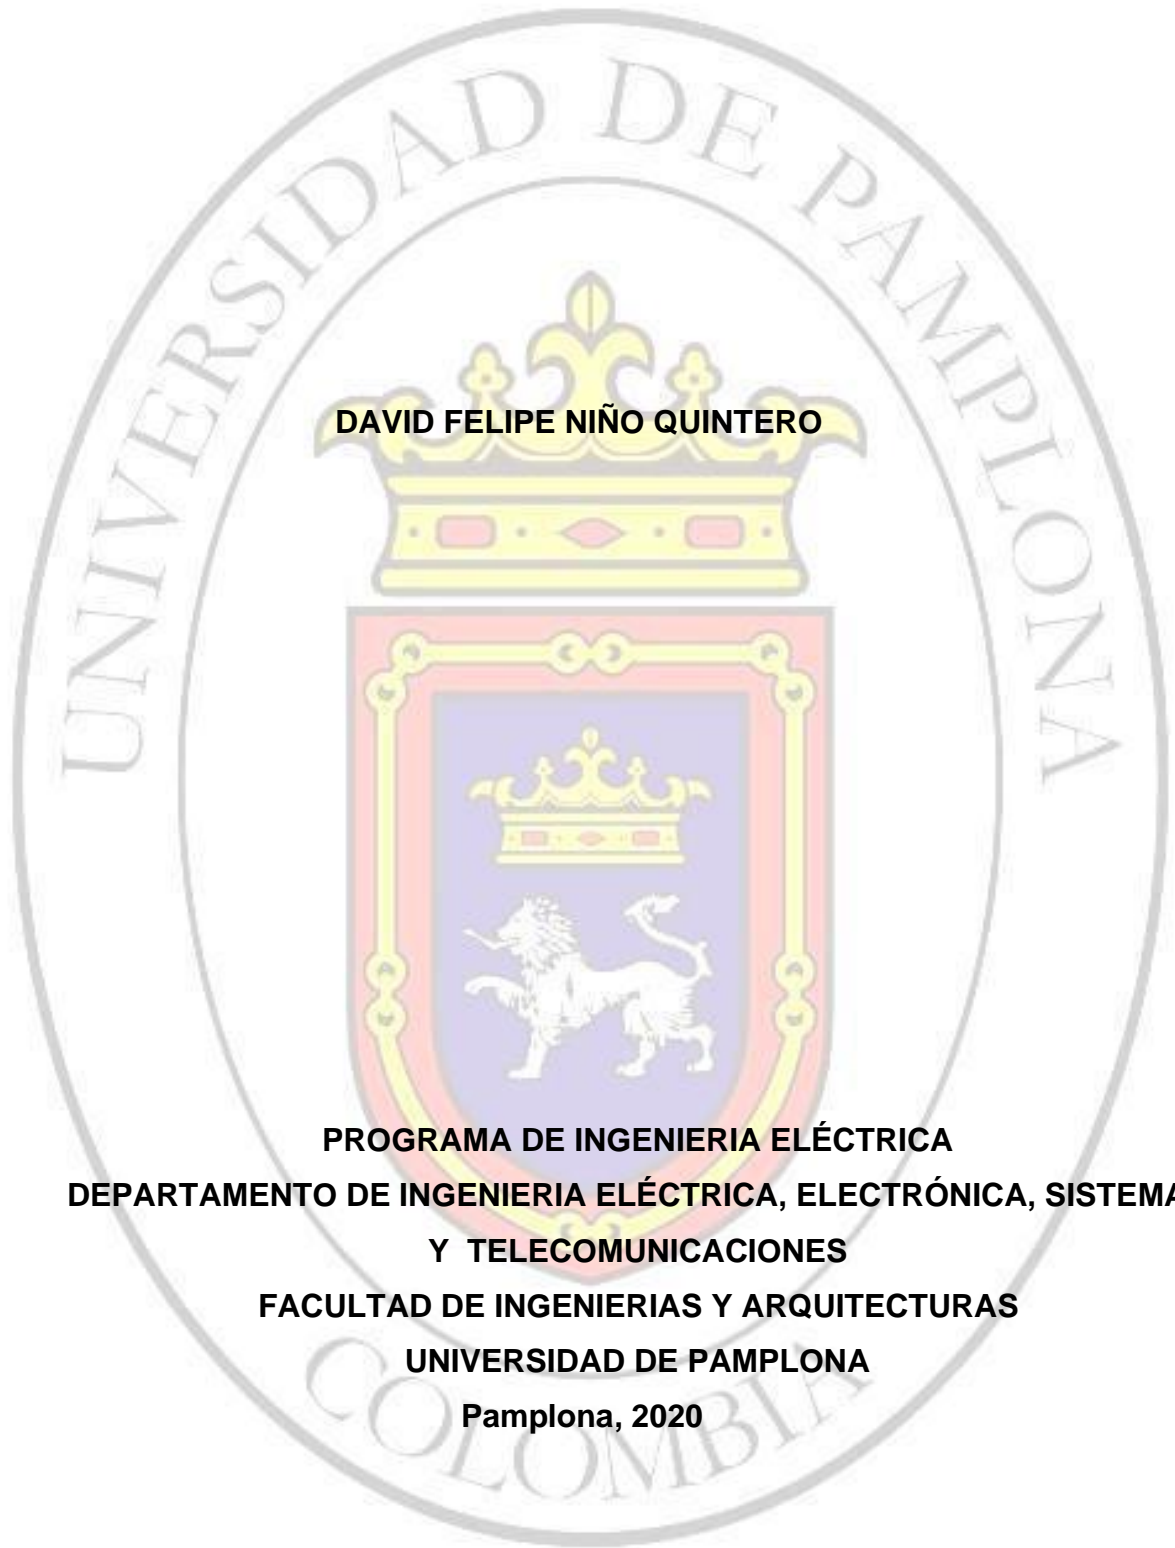 UNIVERSIDAD DE PAMPLONA
DAVID FELIPE NIÑO QUINTERO
PROGRAMA DE INGENIERIA ELÉCTRICA
DEPARTAMENTO DE INGENIERIA ELÉCTRICA, ELECTRÓNICA, SISTEMA
Y TELECOMUNICACIONES
FACULTAD DE INGENIERIAS Y ARQUITECTURAS
UNIVERSIDAD DE PAMPLONA
Pamplona, 2020
COLOMBIA